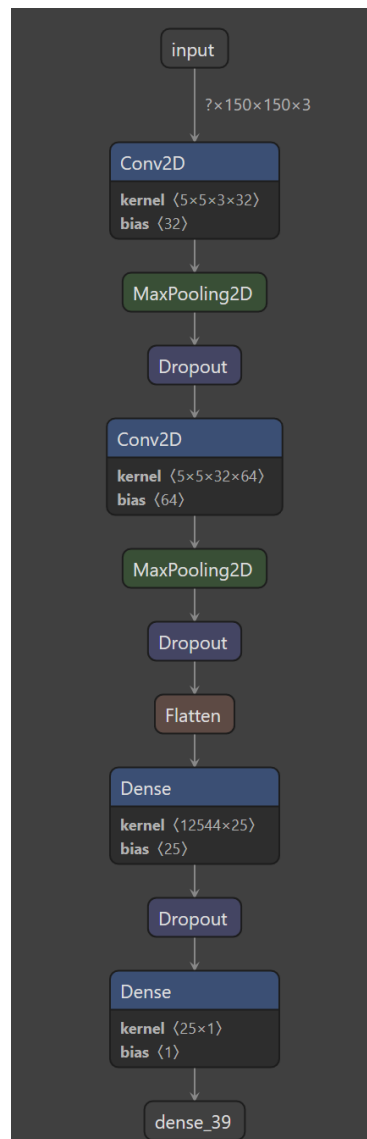 input
?×150×150×3
Conv2D
kernel 〈5×5×3×32〉
bias 〈32〉
MaxPooling2D
Dropout
Conv2D
kernel 〈5×5×32×64〉
bias 〈64〉
MaxPooling2D
Dropout
Flatten
Dense
kernel 〈12544×25〉
bias 〈25〉
Dropout
Dense
kernel 〈25×1〉
bias 〈1〉
dense_39